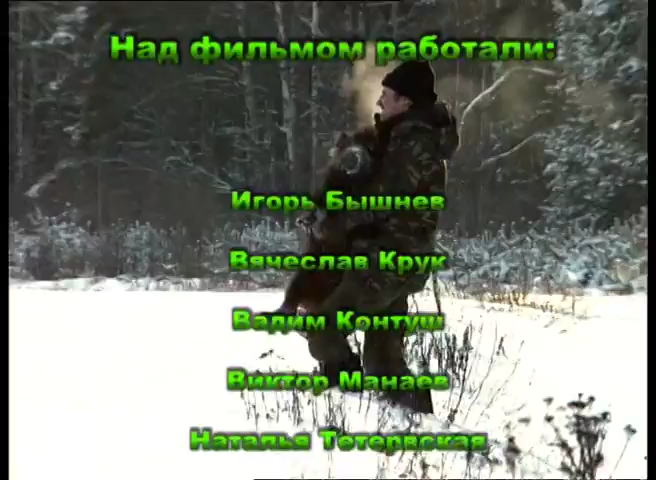 Над фильмом работали:
Игорь Бышнев
Вячеслав Крук
Вадим Контуш
Виктор Манаев
Наталья Тетервская